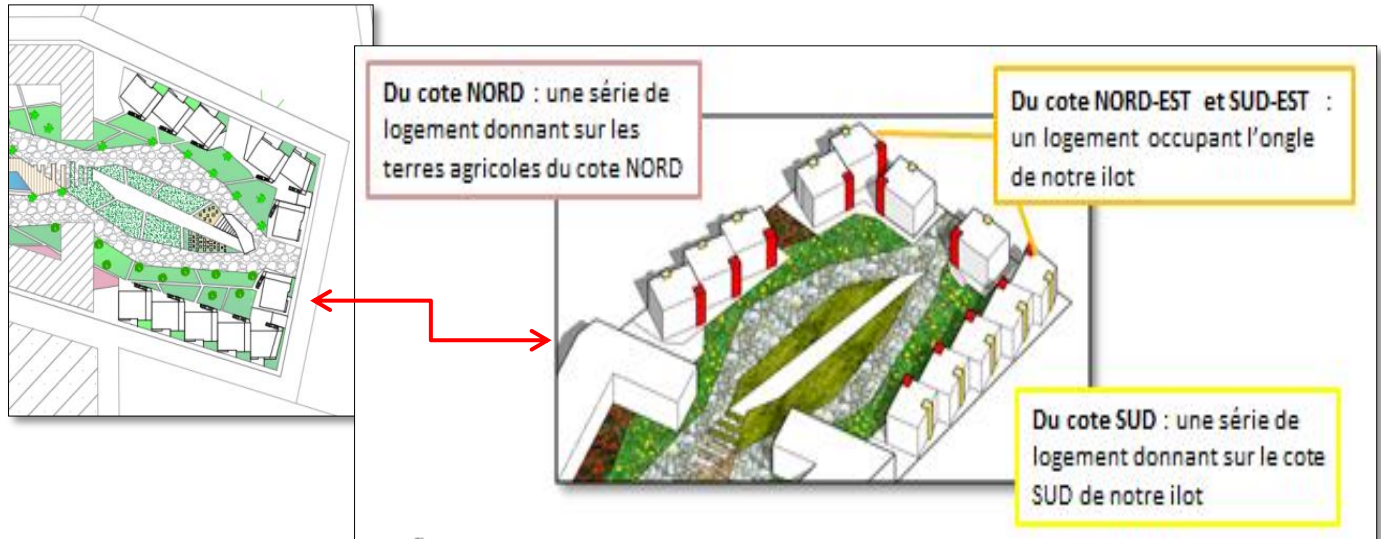 Du cote NORD : une série de
logement donnant sur les
terres agricoles du cote NORD
Du cote NORD-EST et SUD-EST :
un logement occupant l’ongle
de notre ilot
Du cote SUD : une série de
logement donnant sur le cote
SUD de notre ilot